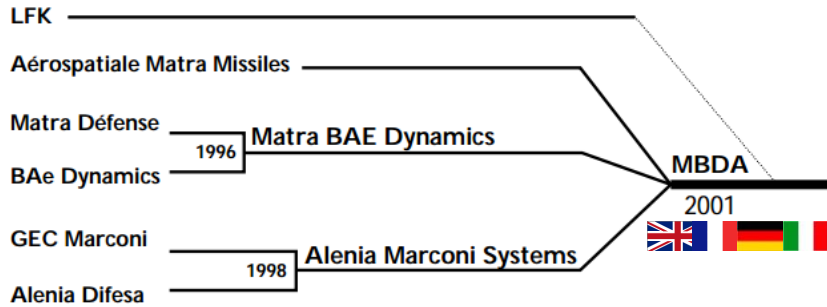 LFK
Aérospatiale Matra Missiles
Matra Défense
1996
Matra BAE Dynamics
BAe Dynamics
MBDA
2001
GEC Marconi
1998
Alenia Marconi Systems
Alenia Difesa